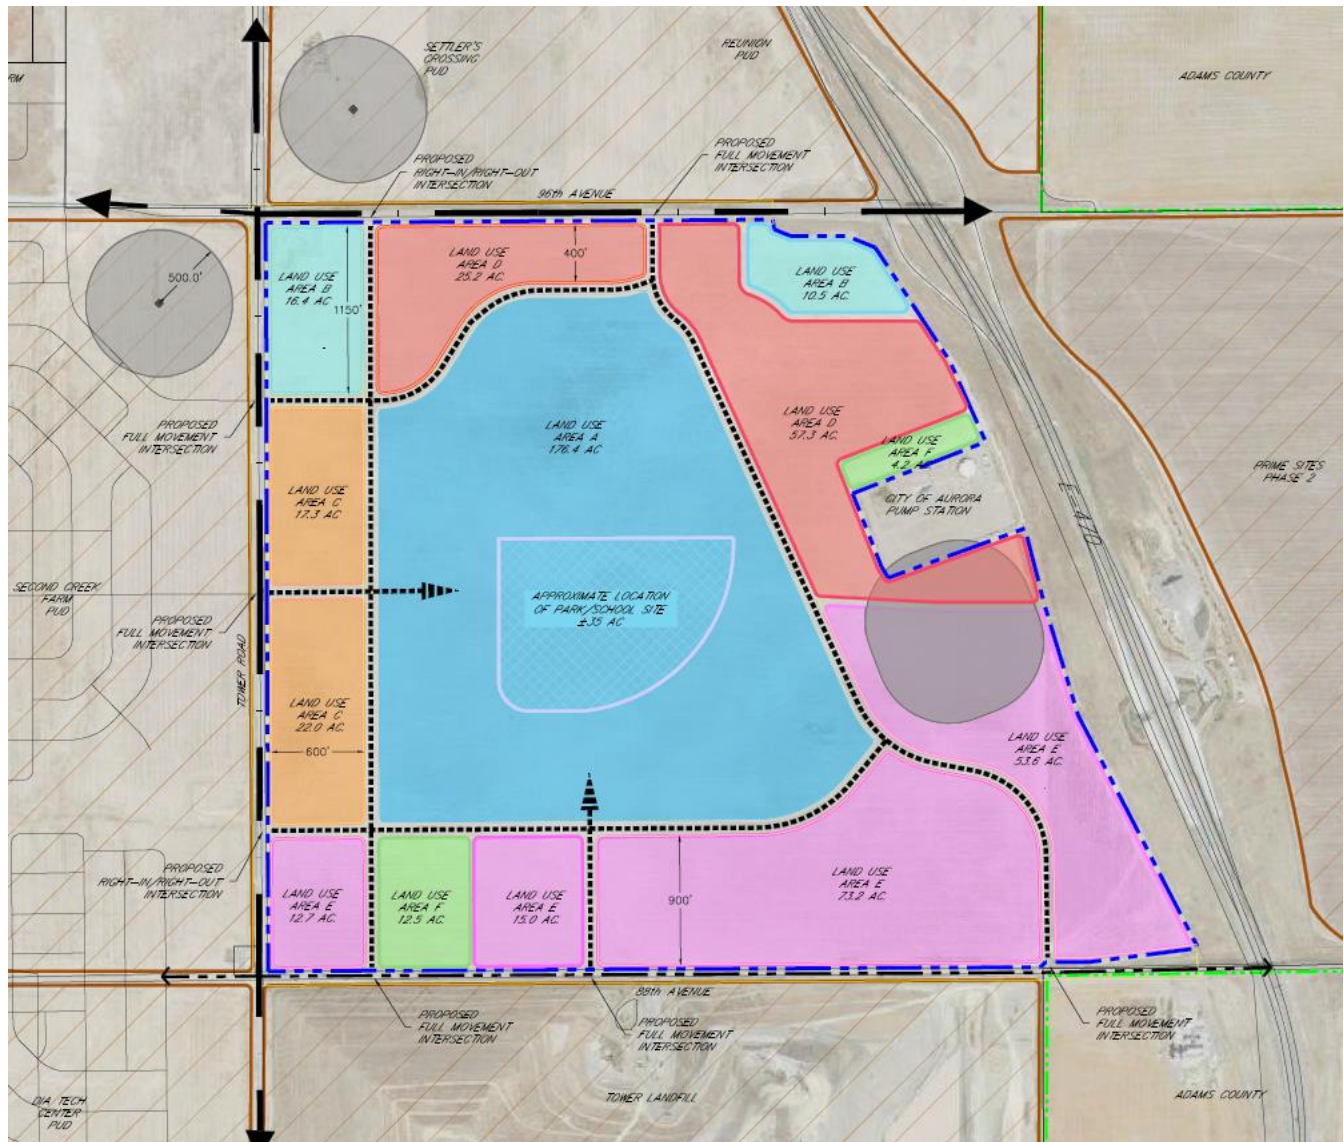 SETTLER'S
CROSSING
PUD
REUNION
PUD
ADAMS COUNTY
RM
PROPOSED
RIGHT-IN/RIGHT-OUT
INTERSECTION
PROPOSED
FULL MOVEMENT
INTERSECTION
96th AVENUE
500.0'
LAND USE
AREA B
16.4 AC
1150'
LAND USE
AREA D
25.2 AC.
400'
LAND USE
AREA B
10.5 AC.
PROPOSED
FULL MOVEMENT
INTERSECTION
LAND USE
AREA A
176.4 AC
LAND USE
AREA D
57.3 AC.
LAND USE
AREA F
4.2 AC
CITY OF AURORA
PUMP STATION
E-470
PRIME SITES
PHASE 2
LAND USE
AREA C
17.3 AC
SECOND CREEK
FARM
PUD
PROPOSED
FULL MOVEMENT
INTERSECTION
TOWER ROAD
APPROXIMATE LOCATION
OF PARK/SCHOOL SITE
±35 AC
LAND USE
AREA C
22.0 AC.
600'
LAND USE
AREA E
53.6 AC.
PROPOSED
RIGHT-IN/RIGHT-OUT
INTERSECTION
LAND USE
AREA E
12.7 AC.
LAND USE
AREA F
12.5 AC.
LAND USE
AREA E
15.0 AC.
900'
LAND USE
AREA E
73.2 AC.
88th AVENUE
PROPOSED
FULL MOVEMENT
INTERSECTION
PROPOSED
FULL MOVEMENT
INTERSECTION
PROPOSED
FULL MOVEMENT
INTERSECTION
DIA TECH
CENTER
PUD
TOWER LANDFILL
ADAMS COUNTY